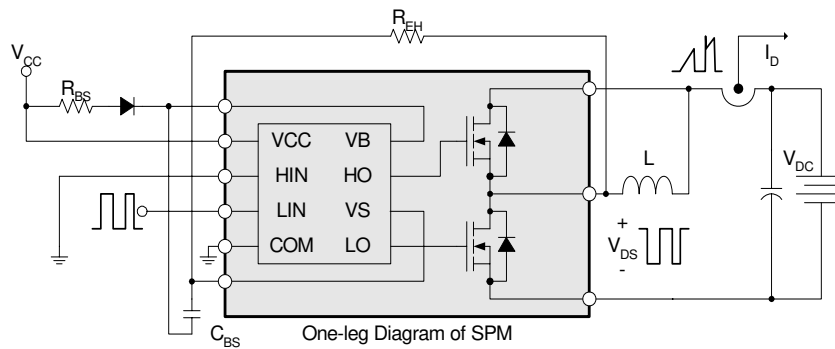 R_EH
V_CC
I_D
R_BS
VCC VB
HIN HO
LIN VS
COM LO
L
V_DC
+
V_DS
-
C_BS
One-leg Diagram of SPM